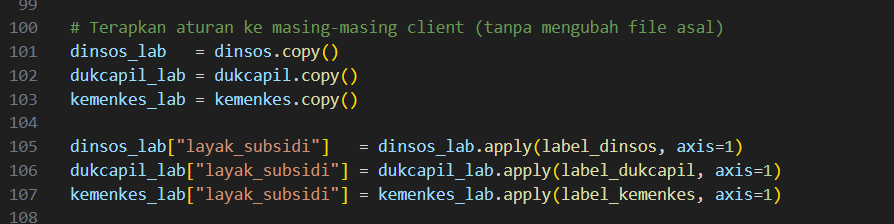 99
100 # Terapkan aturan ke masing-masing client (tanpa mengubah file asal)
101 dinsos_lab   = dinsos.copy()
102 dukcapil_lab = dukcapil.copy()
103 kemenkes_lab = kemenkes.copy()
104
105 dinsos_lab["layak_subsidi"]   = dinsos_lab.apply(label_dinsos, axis=1)
106 dukcapil_lab["layak_subsidi"] = dukcapil_lab.apply(label_dukcapil, axis=1)
107 kemenkes_lab["layak_subsidi"] = kemenkes_lab.apply(label_kemenkes, axis=1)
108